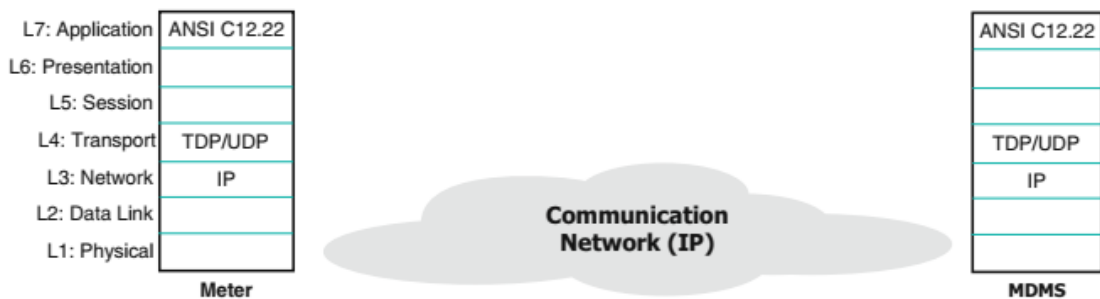 L7: Application ANSI C12.22 ANSI C12.22
L6: Presentation
L5: Session
L4: Transport TDP/UDP TDP/UDP
L3: Network IP IP
L2: Data Link
L1: Physical
Communication
Network (IP)
Meter MDMS